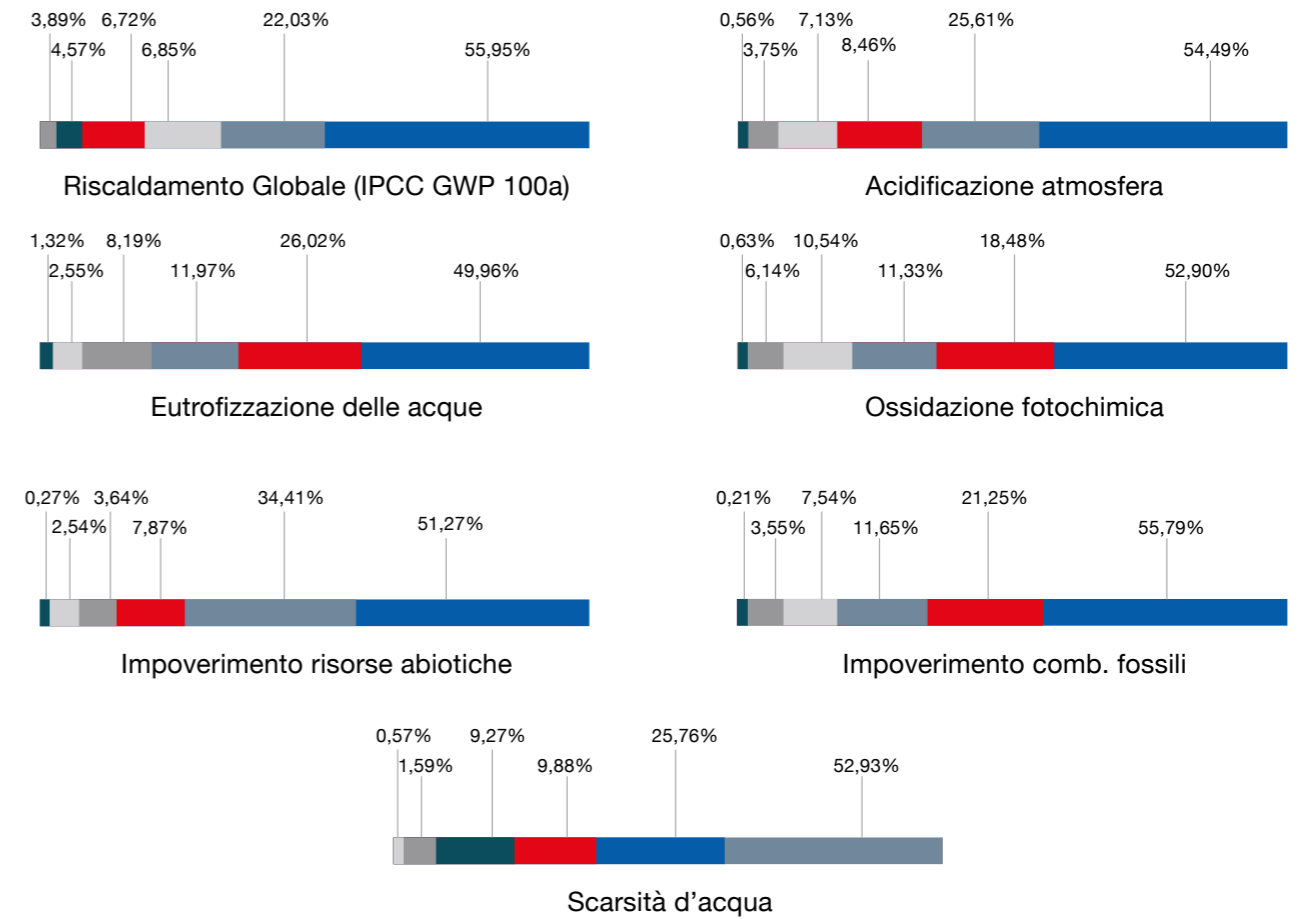 3,89% 6,72% 22,03%
4,57% 6,85% 55,95%
Riscaldamento Globale (IPCC GWP 100a)
0,56% 7,13% 25,61%
3,75% 8,46% 54,49%
Acidificazione atmosfera
1,32% 8,19% 26,02%
2,55% 11,97% 49,96%
Eutrofizzazione delle acque
0,63% 10,54% 18,48%
6,14% 11,33% 52,90%
Ossidazione fotochimica
0,27% 3,64% 34,41%
2,54% 7,87% 51,27%
Impoverimento risorse abiotiche
0,21% 7,54% 21,25%
3,55% 11,65% 55,79%
Impoverimento comb. fossili
0,57% 9,27% 25,76%
1,59% 9,88% 52,93%
Scarsità d’acqua